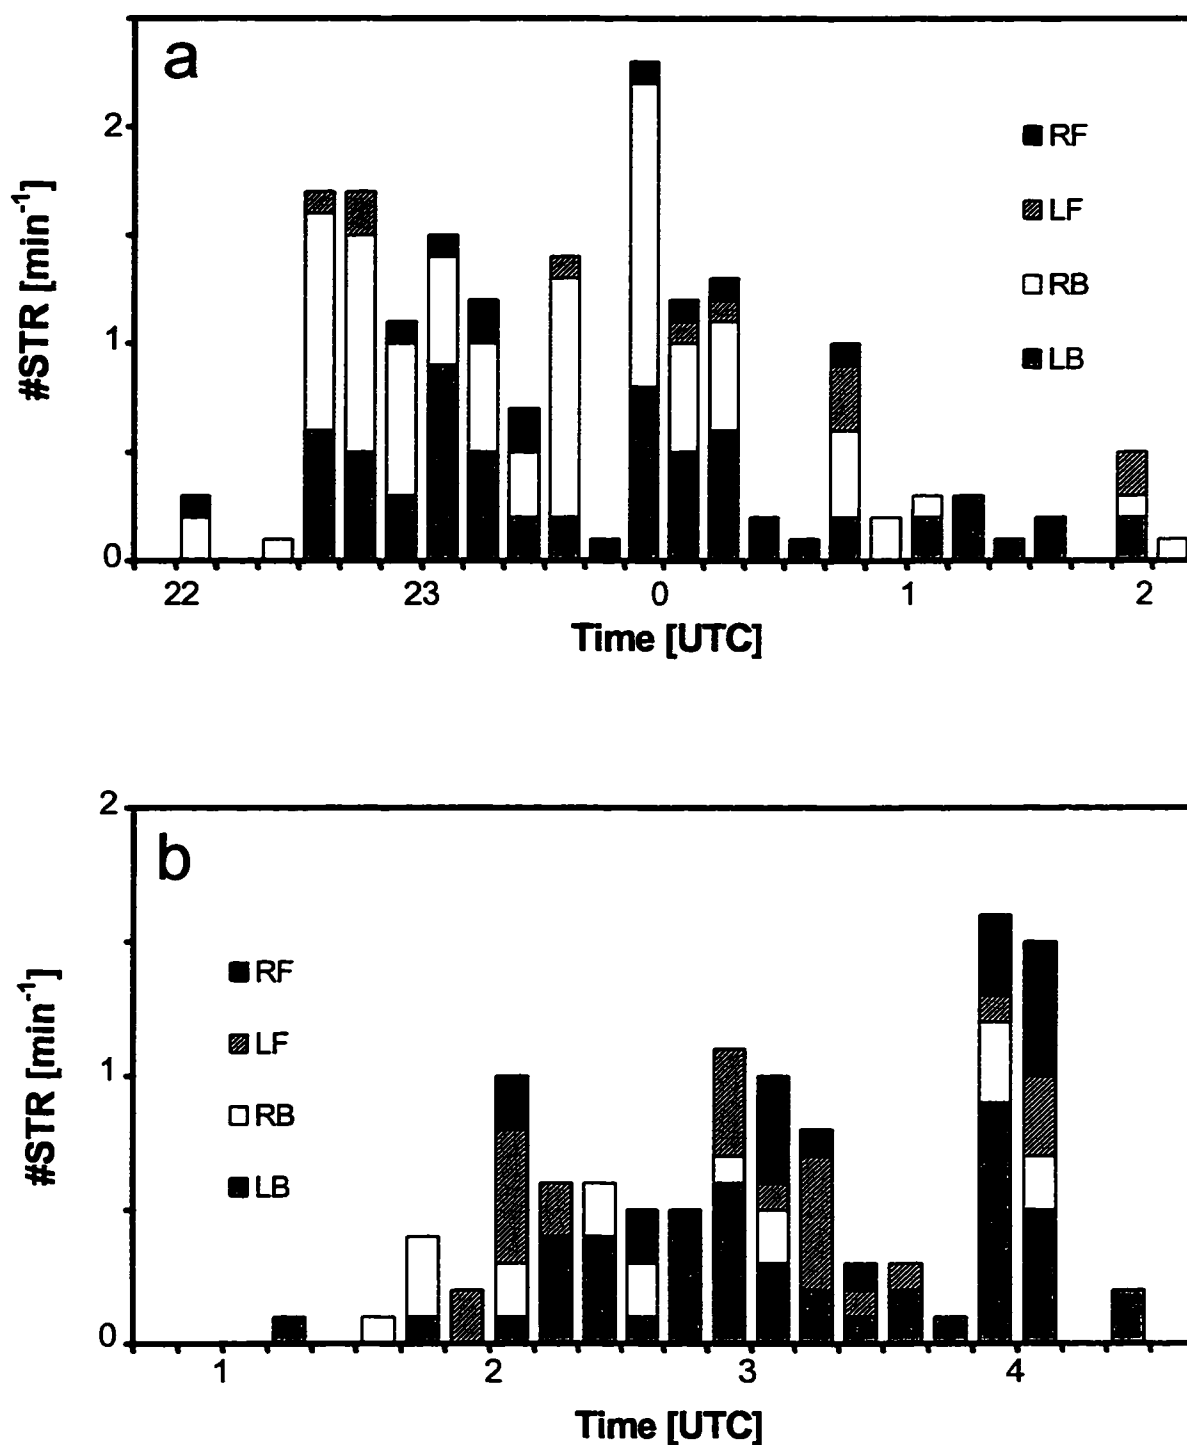 a
#STR [min⁻¹]
2
1
0
RF
LF
RB
LB
22 23 0 1 2
Time [UTC]
b
#STR [min⁻¹]
2
1
0
RF
LF
RB
LB
1 2 3 4
Time [UTC]